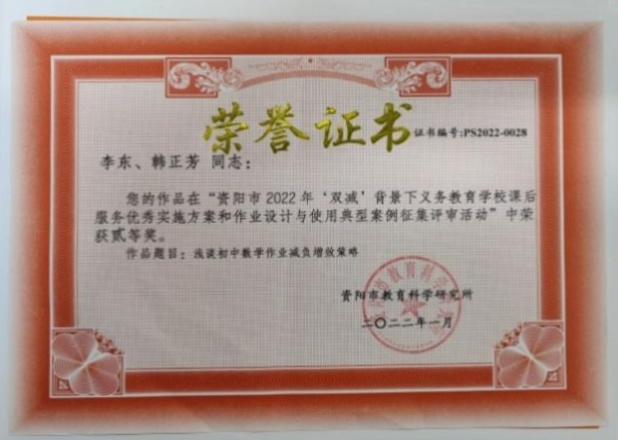 荣誉证书
证书编号:PS2022-0028
李东、韩正芳 同志:
您的作品在“资阳市2022年‘双减’背景下义务教育学校课后
服务优秀实施方案和作业设计与使用典型案例征集评审活动”中荣
获贰等奖。
作品题目:浅谈初中数学作业减负增效策略
资阳市教育科学研究所
二〇二二年一月